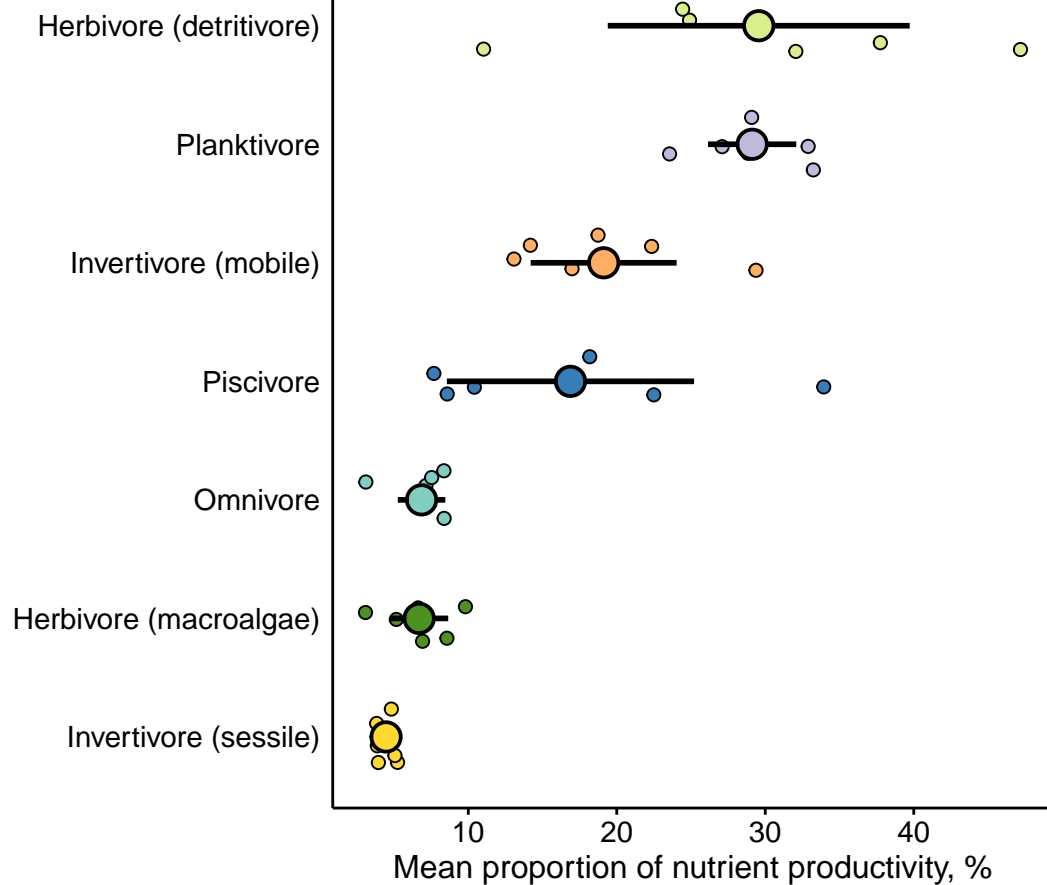 Herbivore (detritivore)
Planktivore
Invertivore (mobile)
Piscivore
Omnivore
Herbivore (macroalgae)
Invertivore (sessile)
10 20 30 40
Mean proportion of nutrient productivity, %